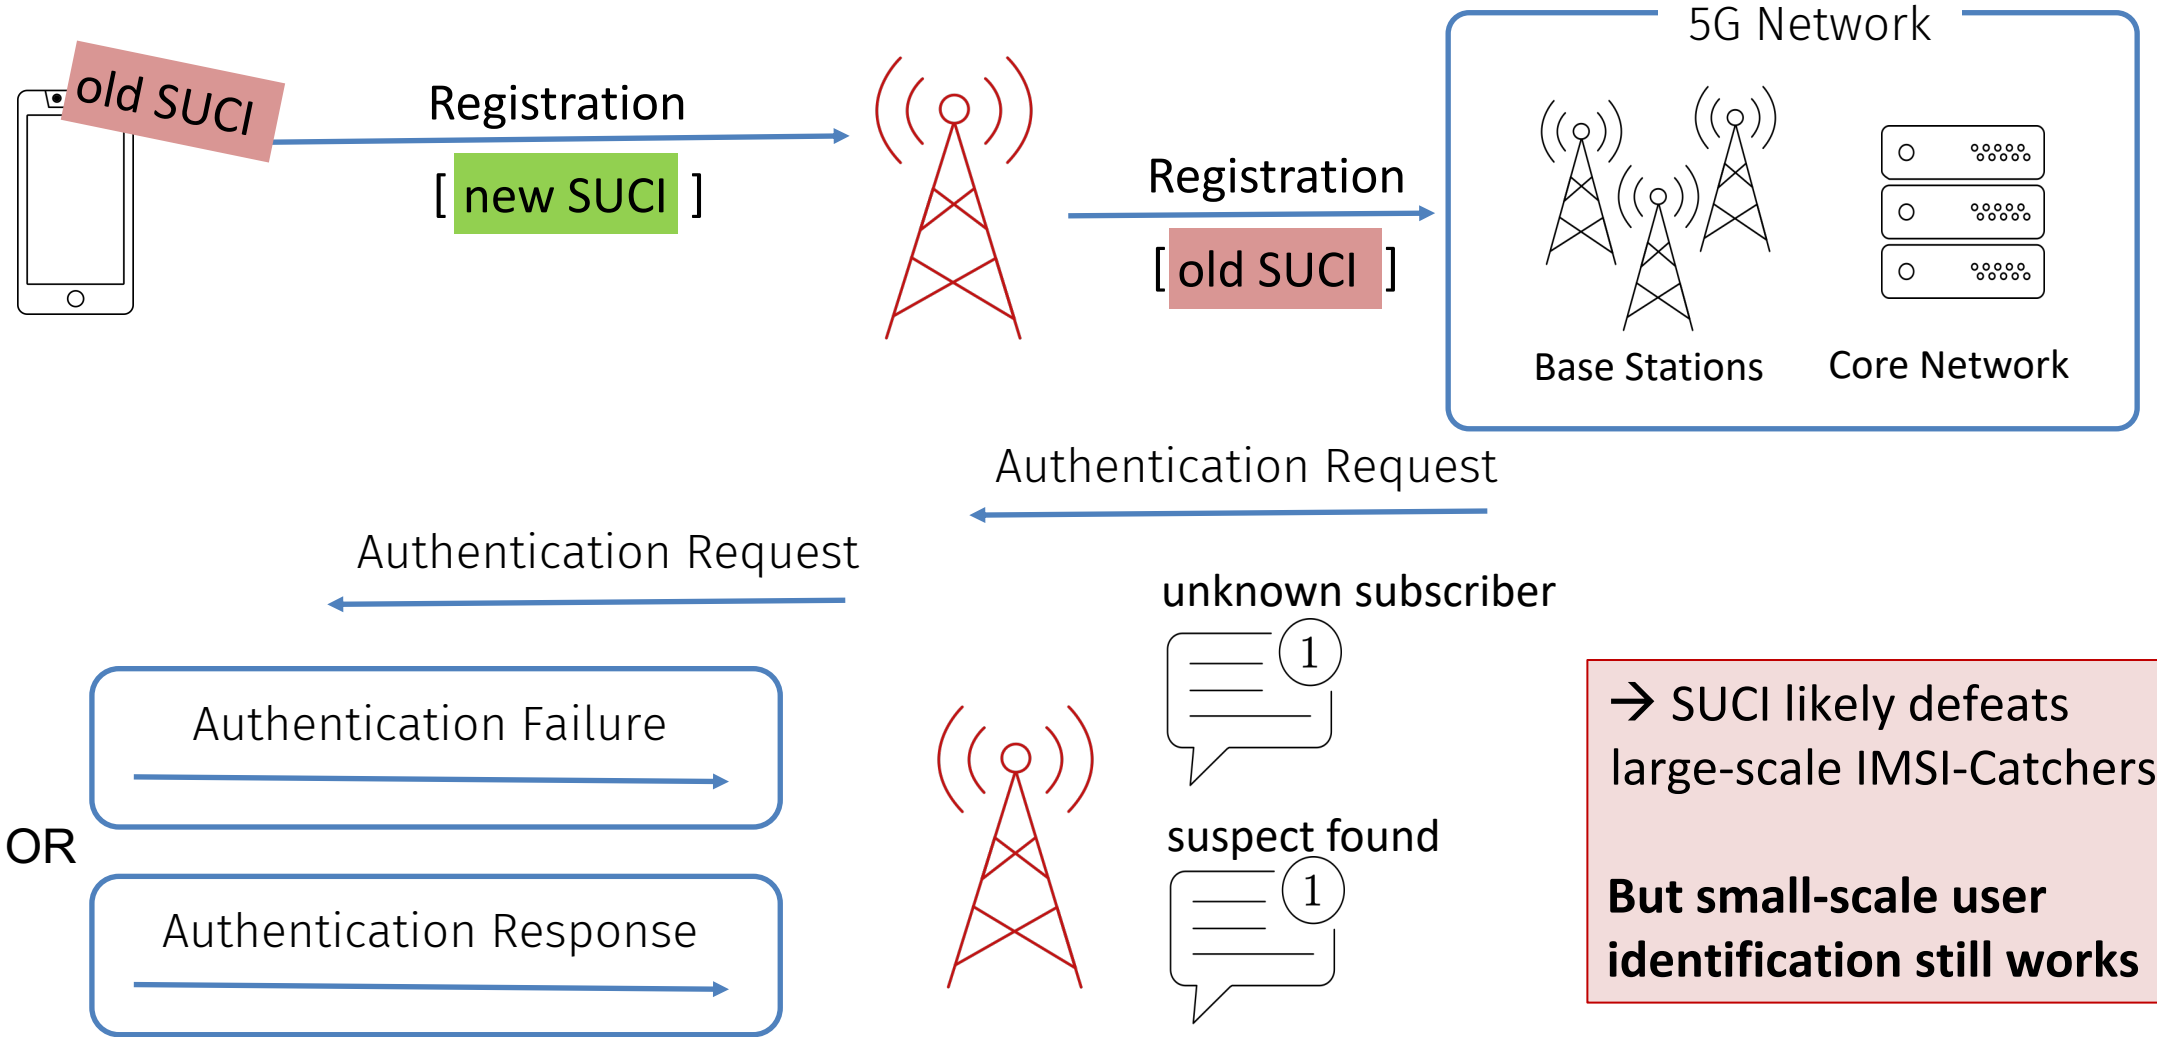 5G Network
old SUCI
Registration
[ new SUCI ]
Registration
[ old SUCI ]
Base Stations
Core Network
Authentication Request
Authentication Request
unknown subscriber
1
Authentication Failure
suspect found
1
OR
Authentication Response
→ SUCI likely defeats
large-scale IMSI-Catchers
But small-scale user
identification still works